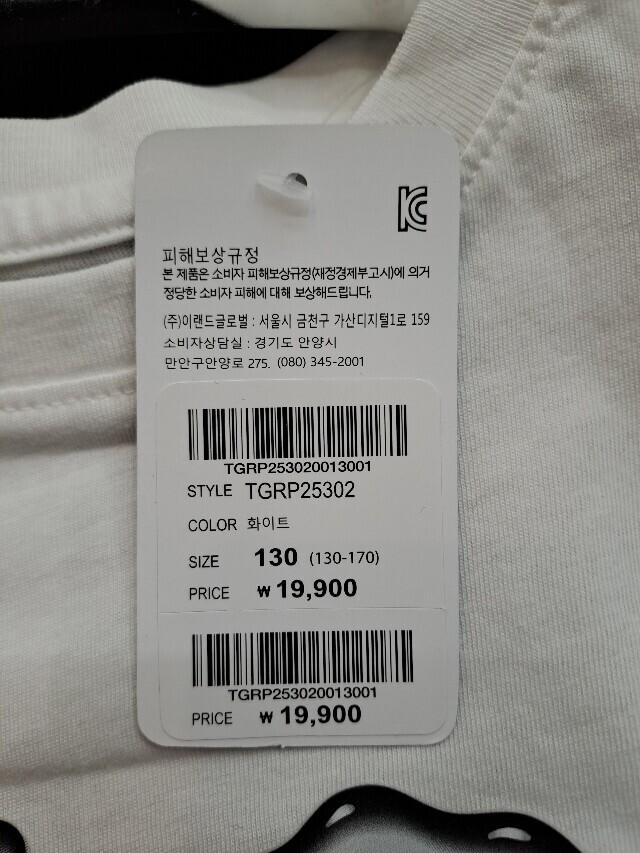 KC
피해보상규정
본 제품은 소비자 피해보상규정(재정경제부고시)에 의거
정당한 소비자 피해에 대해 보상해드립니다.
(주)이랜드글로벌 : 서울시 금천구 가산디지털1로 159
소비자상담실 : 경기도 안양시
만안구안양로 275. (080) 345-2001
TGRP253020013001
STYLE TGRP25302
COLOR 화이트
SIZE 130 (130-170)
PRICE ₩ 19,900
TGRP253020013001
PRICE ₩ 19,900